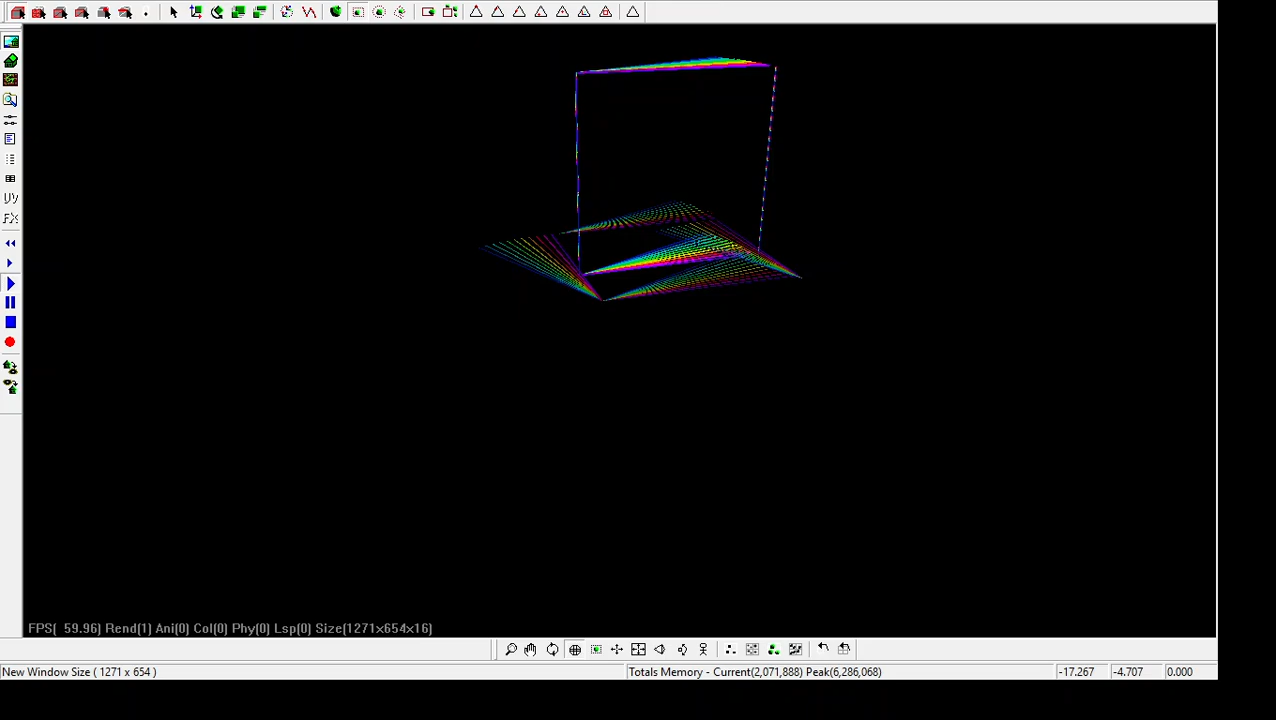 UV
FX
FPS( 59.96) Rend(1) Ani(0) Col(0) Phy(0) Lsp(0) Size(1271x654x16)
New Window Size ( 1271 x 654 )
Totals Memory - Current(2,071,888) Peak(6,286,068)
-17.267
-4.707
0.000